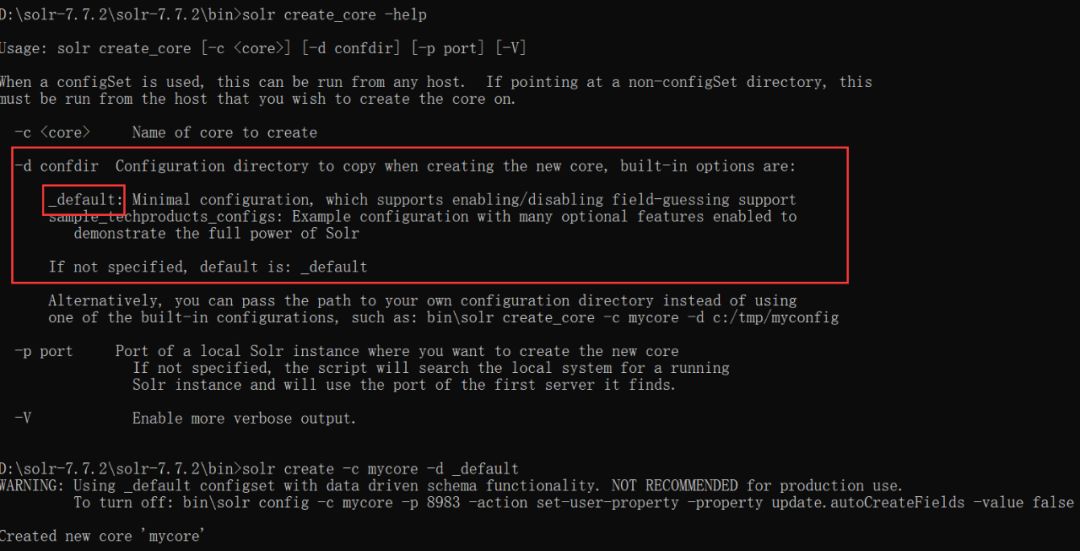 D:\solr-7.7.2\solr-7.7.2\bin>solr create_core -help
Usage: solr create_core [-c <core>] [-d confdir] [-p port] [-V]
When a configSet is used, this can be run from any host.  If pointing at a non-configSet directory, this
must be run from the host that you wish to create the core on.
-c <core>     Name of core to create
-d confdir  Configuration directory to copy when creating the new core, built-in options are:
_default: Minimal configuration, which supports enabling/disabling field-guessing support
sample_techproducts_configs: Example configuration with many optional features enabled to
demonstrate the full power of Solr
If not specified, default is: _default
Alternatively, you can pass the path to your own configuration directory instead of using
one of the built-in configurations, such as: bin\solr create_core -c mycore -d c:/tmp/myconfig
-p port     Port of a local Solr instance where you want to create the new core
If not specified, the script will search the local system for a running
Solr instance and will use the port of the first server it finds.
-V          Enable more verbose output.
D:\solr-7.7.2\solr-7.7.2\bin>solr create -c mycore -d _default
WARNING: Using _default configset with data driven schema functionality. NOT RECOMMENDED for production use.
To turn off: bin\solr config -c mycore -p 8983 -action set-user-property -property update.autoCreateFields -value false
Created new core 'mycore'